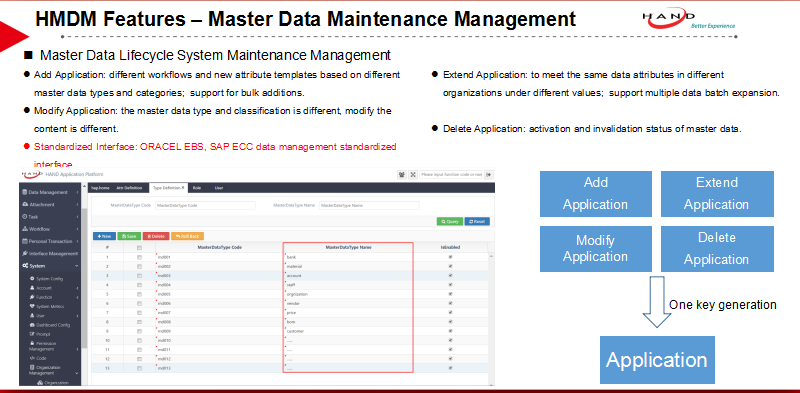 HMDM Features – Master Data Maintenance Management
HAND
Better Experience
■ Master Data Lifecycle System Maintenance Management
● Add Application: different workflows and new attribute templates based on different
master data types and categories; support for bulk additions.
● Modify Application: the master data type and classification is different, modify the
content is different.
● Standardized Interface: ORACEL EBS, SAP ECC data management standardized
interface
● Extend Application: to meet the same data attributes in different
organizations under different values; support multiple data batch expansion.
● Delete Application: activation and invalidation status of master data.
HAND HAND Application Platform
Please input function code or nam
Data Management
Attachment
Task
Workflow
Personal Transaction
Interface Management
System
System Config
Account
Function
System Metrics
User
Dashboard Config
Prompt
Permission
Management
Code
Organization
Management
Organization
hap.home Attr Definition Type Definition Role User
MasterDataType Code MasterDataType Code MasterDataType Name MasterDataType Name
Query Reset
+ New Save Delete Roll Back
# MasterDataType Code MasterDataType Name IsEnabled
1 md001 bank
2 md002 material
3 md003 account
4 md004 staff
5 md005 orgnization
6 md006 vendor
7 md007 price
8 md008 bom
9 md009 customer
10 md010 ......
11 md011 ......
12 md012 ......
13 md013 ......
Add
Application
Extend
Application
Modify
Application
Delete
Application
One key generation
Application